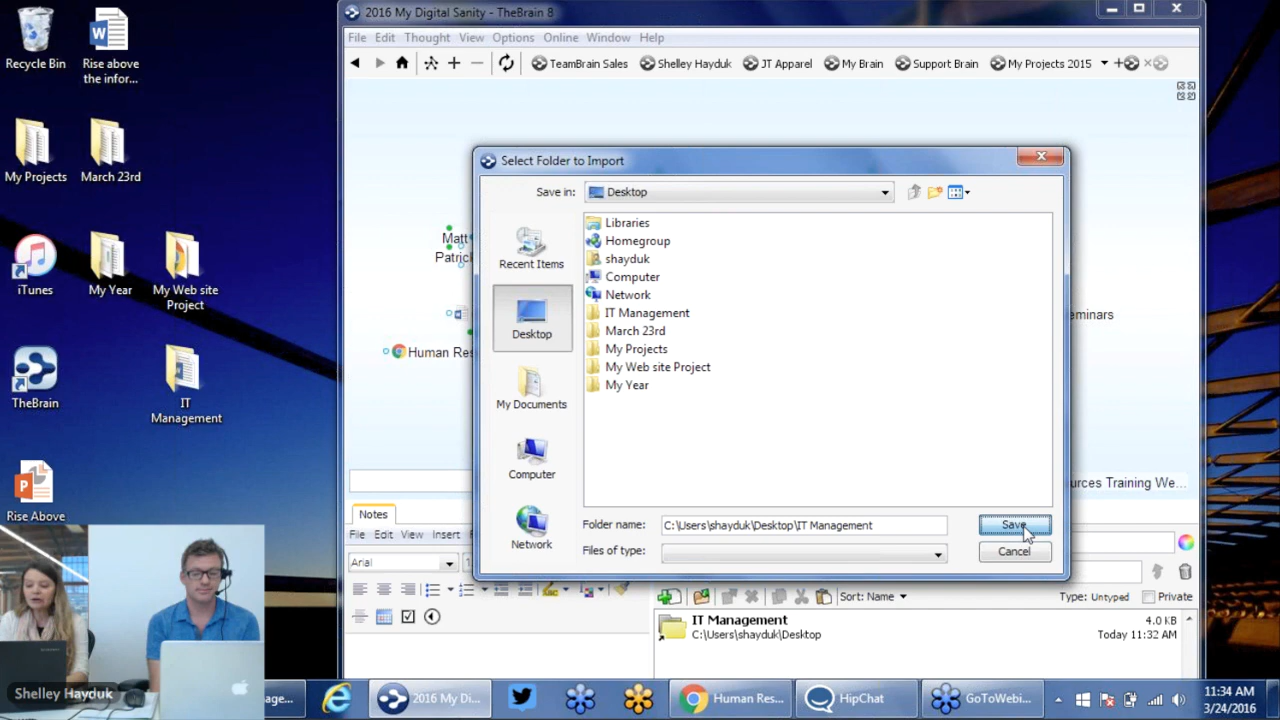 2016 My Digital Sanity - TheBrain 8
File Edit Thought View Options Online Window Help
TeamBrain Sales Shelley Hayduk JT Apparel My Brain Support Brain My Projects 2015
Recycle Bin
Rise above
the infor...
My Projects
March 23rd
iTunes
My Year
My Web site
Project
TheBrain
IT
Management
Rise Above
Matt
Patric
Human Res
eminars
urces Training We...
Select Folder to Import
Save in:
Desktop
Recent Items
Desktop
My Documents
Computer
Network
Libraries
Homegroup
shayduk
Computer
Network
IT Management
March 23rd
My Projects
My Web site Project
My Year
Folder name:
C:\Users\shayduk\Desktop\IT Management
Save
Files of type:
Cancel
Notes
File Edit View Insert
Arial
Sort: Name
Type: Untyped
Private
IT Management
4.0 KB
C:\Users\shayduk\Desktop
Today 11:32 AM
Shelley Hayduk
age...
2016 My Di...
Human Res...
HipChat
GoToWebi...
11:34 AM
3/24/2016